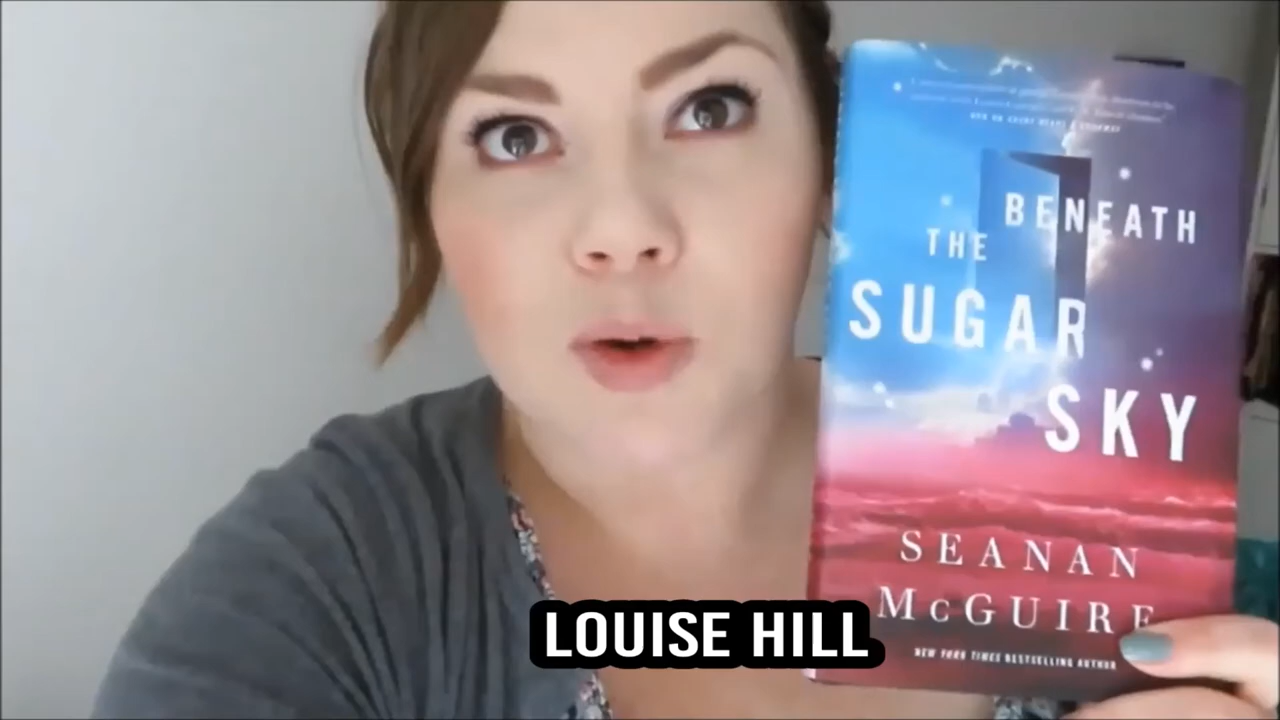 BENEATH
THE
SUGAR
SKY
SEANAN
McGUIRE
NEW YORK TIMES BESTSELLING AUTHOR
LOUISE HILL